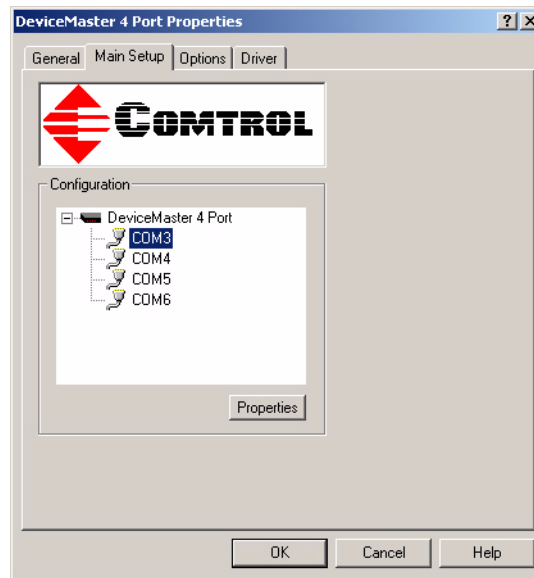 DeviceMaster 4 Port Properties
General Main Setup Options Driver
COMTROL
Configuration
DeviceMaster 4 Port
COM3
COM4
COM5
COM6
Properties
OK Cancel Help